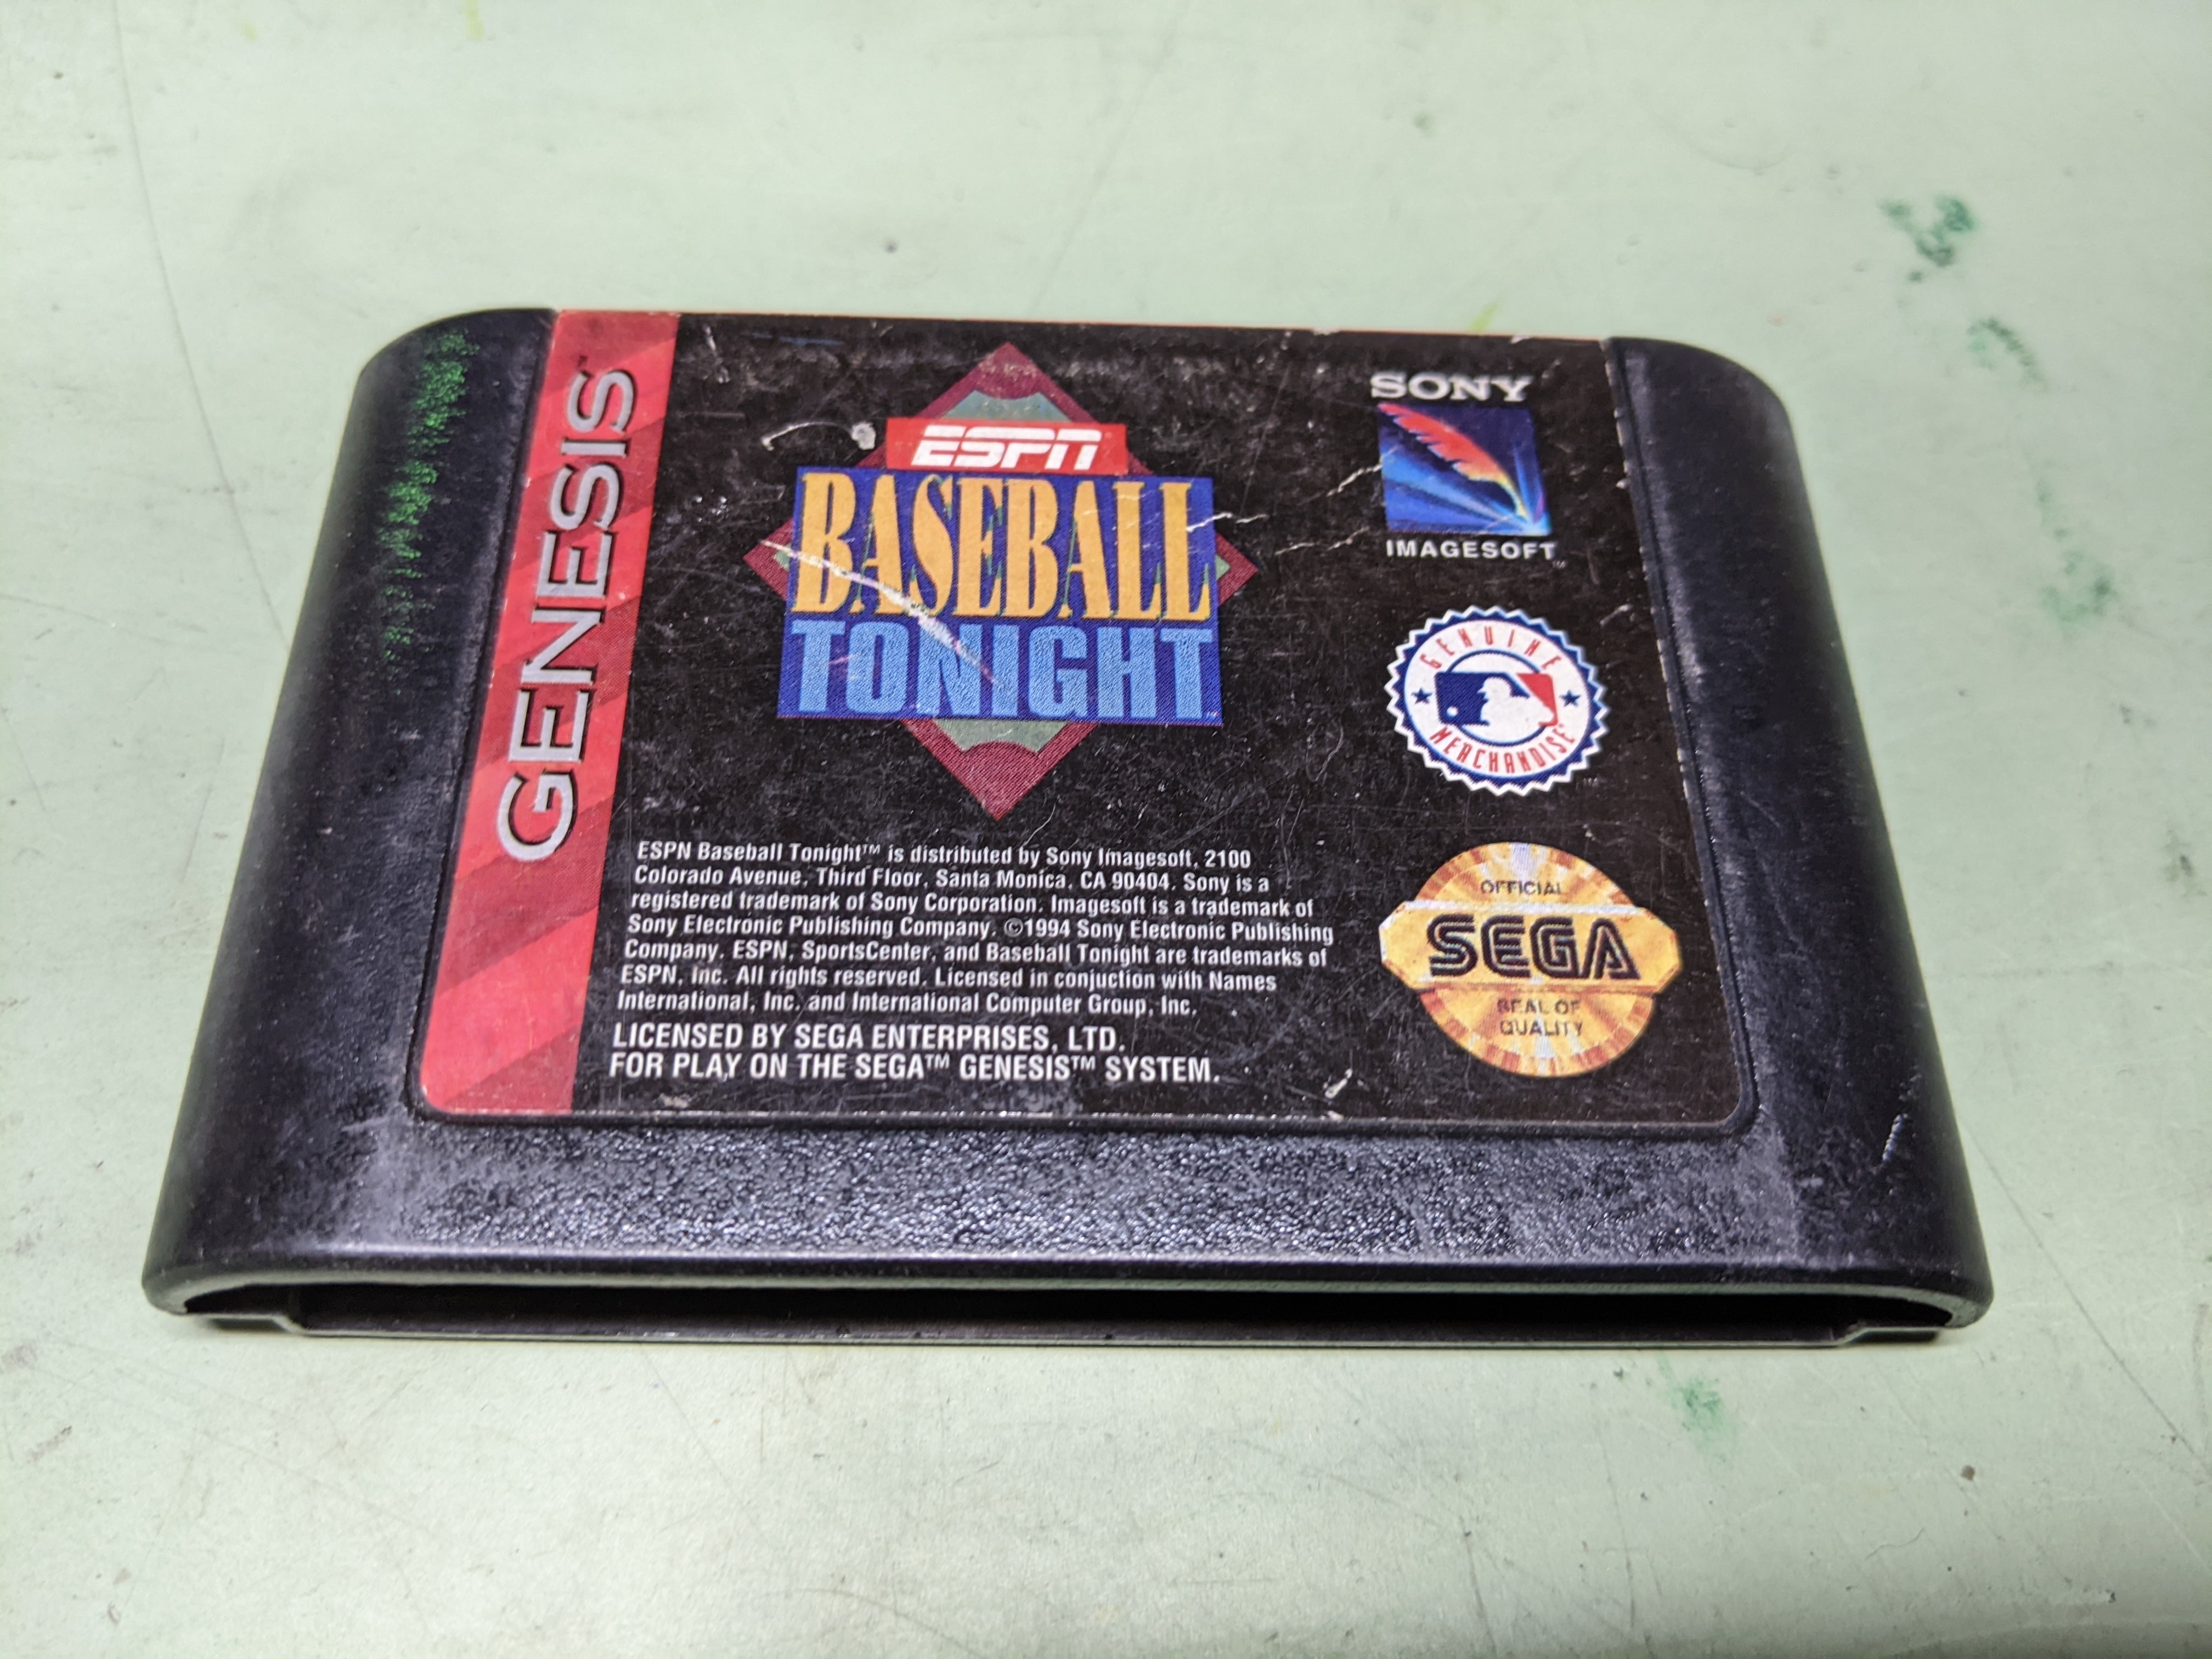 GENESIS™
ESPN
BASEBALL
TONIGHT™
SONY
IMAGESOFT™
GENUINE
MERCHANDISE
™
ESPN Baseball Tonight™ is distributed by Sony Imagesoft, 2100
Colorado Avenue, Third Floor, Santa Monica, CA 90404. Sony is a
registered trademark of Sony Corporation. Imagesoft is a trademark of
Sony Electronic Publishing Company. ©1994 Sony Electronic Publishing
Company. ESPN, SportsCenter, and Baseball Tonight are trademarks of
ESPN, Inc. All rights reserved. Licensed in conjuction with Names
International, Inc. and International Computer Group, Inc.
LICENSED BY SEGA ENTERPRISES, LTD.
FOR PLAY ON THE SEGA™ GENESIS™ SYSTEM.
OFFICIAL
SEGA
SEAL OF
QUALITY